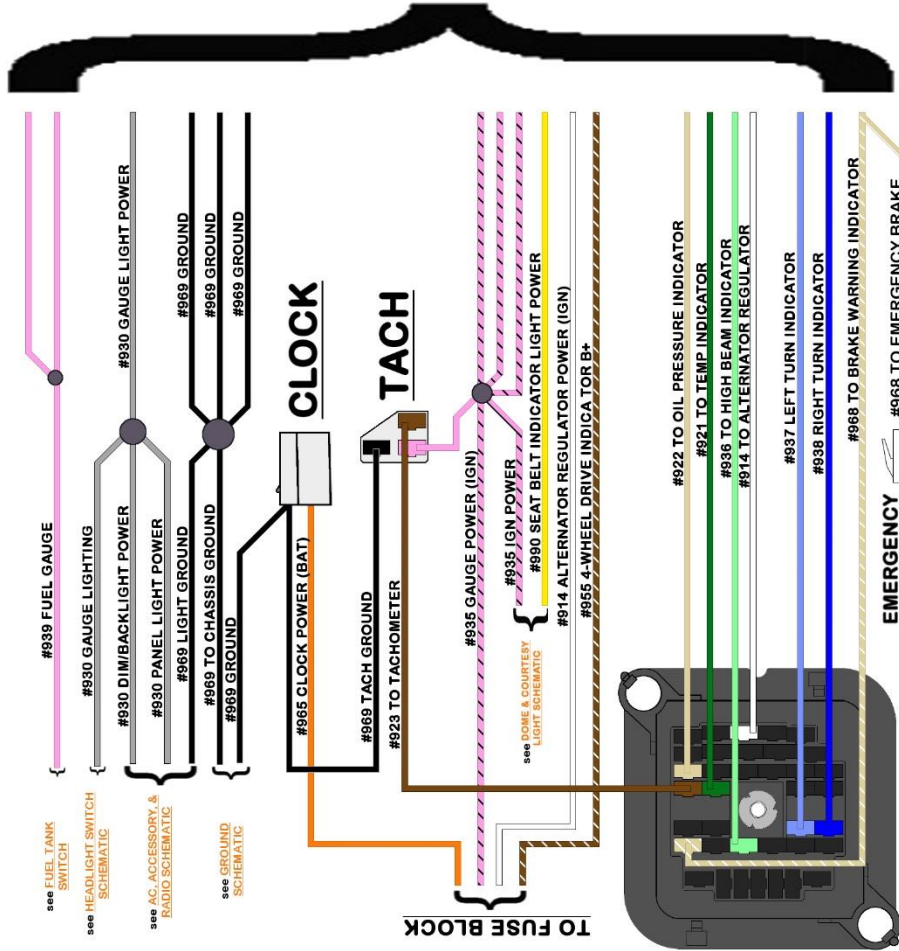 #939 FUEL GAUGE
see FUEL TANK
SWITCH
#930 GAUGE LIGHTING
see HEADLIGHT SWITCH
SCHEMATIC
#930 GAUGE LIGHT POWER
#930 DIM/BACKLIGHT POWER
#930 PANEL LIGHT POWER
#969 LIGHT GROUND
see AC, ACCESSORY, &
RADIO SCHEMATIC
#969 GROUND
#969 GROUND
#969 GROUND
#969 TO CHASSIS GROUND
#969 GROUND
see GROUND
SCHEMATIC
CLOCK
#965 CLOCK POWER (BAT)
TACH
#969 TACH GROUND
#923 TO TACHOMETER
#935 GAUGE POWER (IGN)
#935 IGN POWER
#990 SEAT BELT INDICATOR LIGHT POWER
see DOME & COURTESY
LIGHT SCHEMATIC
#914 ALTERNATOR REGULATOR POWER (IGN)
#955 4-WHEEL DRIVE INDICATOR B+
TO FUSE BLOCK
#922 TO OIL PRESSURE INDICATOR
#921 TO TEMP INDICATOR
#936 TO HIGH BEAM INDICATOR
#914 TO ALTERNATOR REGULATOR
#937 LEFT TURN INDICATOR
#938 RIGHT TURN INDICATOR
#968 TO BRAKE WARNING INDICATOR
#968 TO EMERGENCY BRAKE
EMERGENCY